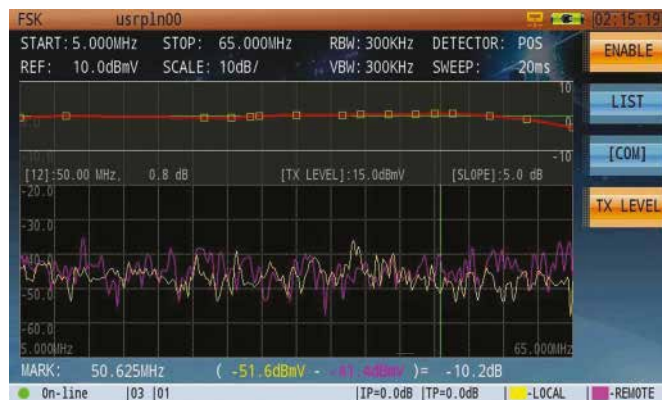 FSK usrpln00 02:15:19
START: 5.000MHz STOP: 65.000MHz RBW: 300KHz DETECTOR: POS
REF: 10.0dBmV SCALE: 10dB/ VBW: 300KHz SWEEP: 20ms
ENABLE
LIST
[COM]
TX LEVEL
10
-10
[12]:50.00 MHz, 0.8 dB [TX LEVEL]:15.0dBmV [SLOPE]:5.0 dB
-20.0
-30.0
-40.0
-50.0
-60.0
5.000MHz 65.000MHz
MARK: 50.625MHz ( -51.6dBmV - -41.4dBmV )= -10.2dB
On-line |03 |01 |IP=0.0dB |TP=0.0dB | -LOCAL | -REMOTE